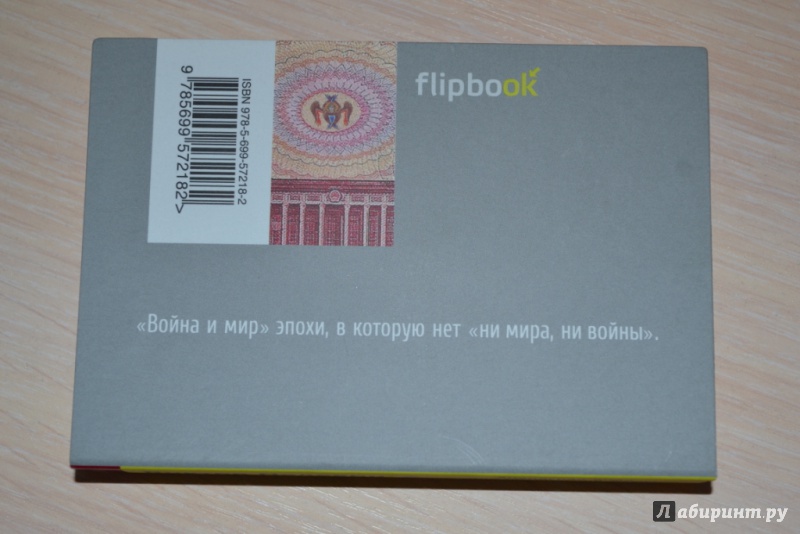 ISBN 978-5-699-57218-2
9 785699 572182>
flipbook
«Война и мир» эпохи, в которую нет «ни мира, ни войны».
Лабиринт.ру